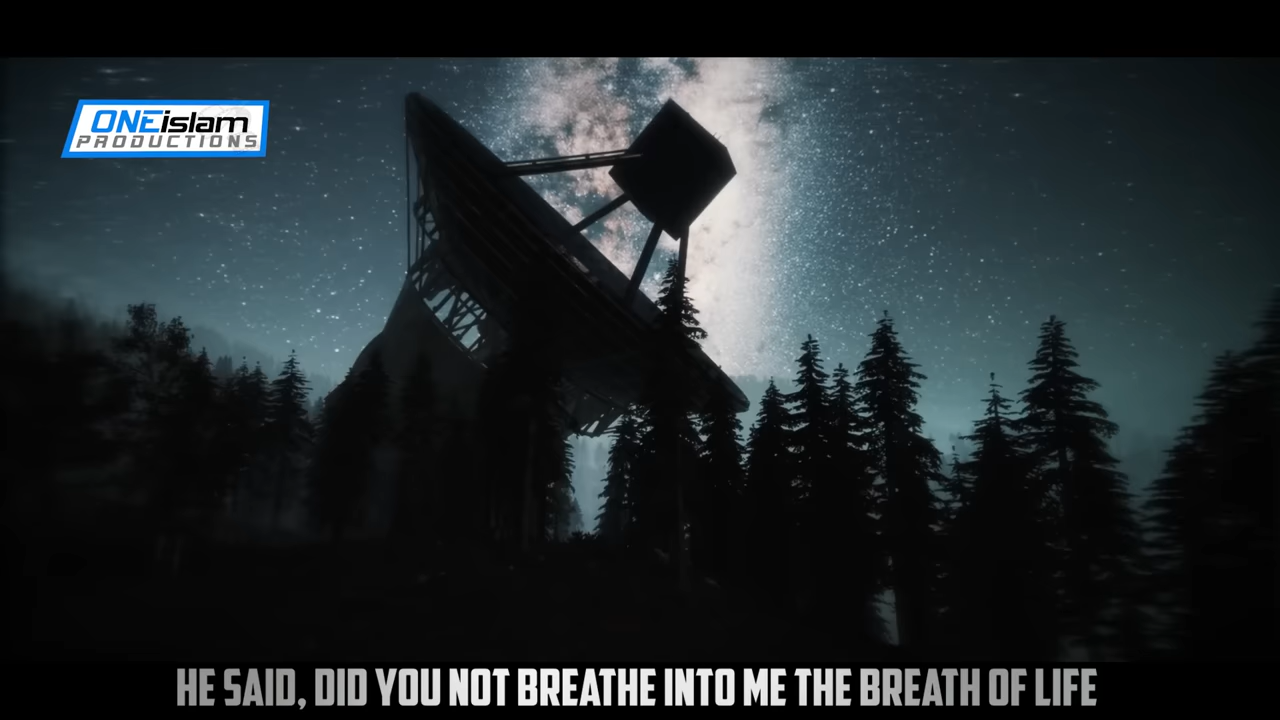 ONEislam
PRODUCTIONS
HE SAID, DID YOU NOT BREATHE INTO ME THE BREATH OF LIFE